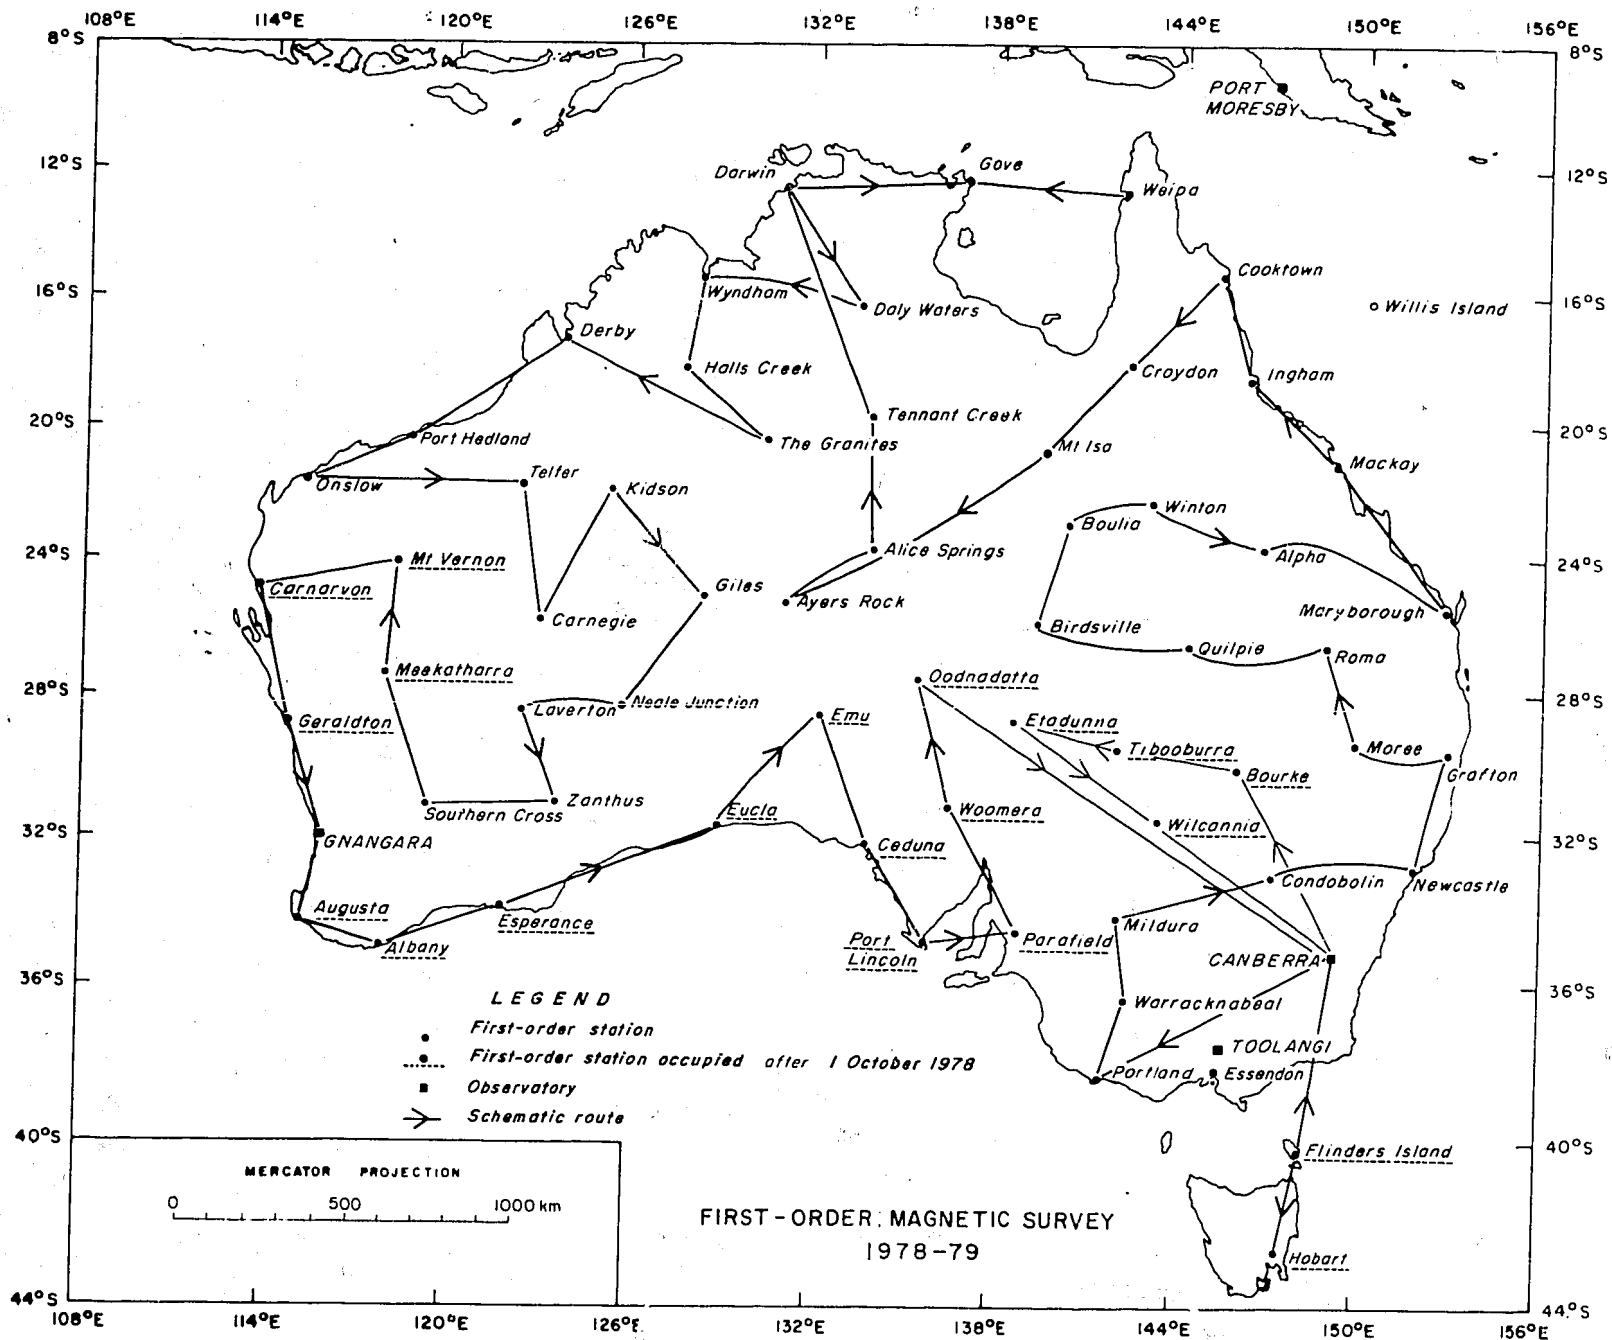 108°E 114°E 120°E 126°E 132°E 138°E 144°E 150°E 156°E
8°S 8°S
PORT
MORESBY
12°S 12°S
Darwin Gove Weipa
Cooktown
16°S Wyndham Daly Waters Willis Island 16°S
Derby
Halls Creek Croydon Ingham
20°S Port Hedland The Granites Tennant Creek Mt Isa Mackay 20°S
Onslow Telfer Kidson Boulia Winton
24°S Mt Vernon Alice Springs Alpha 24°S
Carnarvon Carnegie Giles Ayers Rock Maryborough
Birdsville Quilpie Roma
Meekatharra Oodnadatta
28°S Geraldton Laverton Neale Junction Emu Etadunna 28°S
Tibooburra Moree
Bourke Grafton
Southern Cross Zanthus Eucla Woomera Wilcannia
32°S GNANGARA Ceduna 32°S
Condobolin Newcastle
Augusta Esperance Mildura
Albany Port
Lincoln Parafield CANBERRA
36°S 36°S
Warracknabeal
TOOLANGI
Portland Essendon
LEGEND
First-order station
First-order station occupied after 1 October 1978
Observatory
Schematic route
40°S 40°S
Flinders Island
MERCATOR PROJECTION
0 500 1000 km
FIRST-ORDER MAGNETIC SURVEY
1978-79
Hobart
44°S 44°S
108°E 114°E 120°E 126°E 132°E 138°E 144°E 150°E 156°E